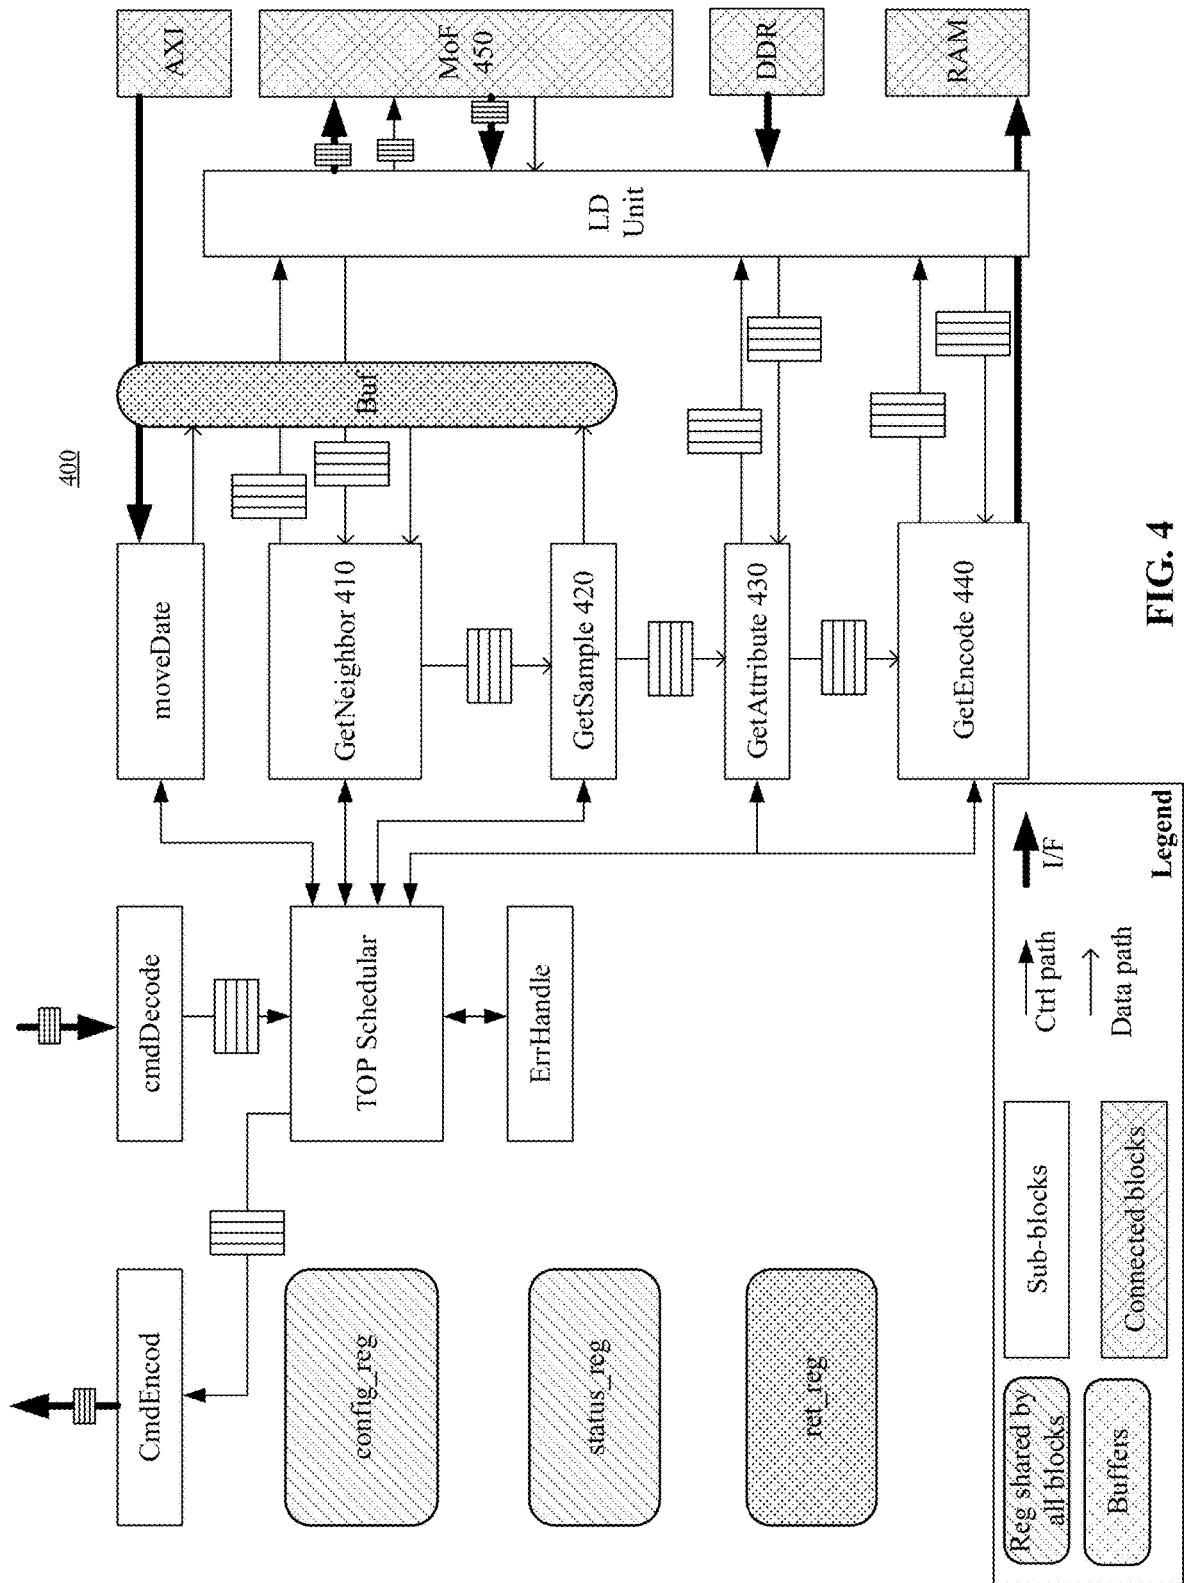 400
CmdEncod
cmdDecode
moveDate
AXI
config_reg
TOP Schedular
GetNeighbor 410
Buf
MoF
450
LD
Unit
status_reg
ErrHandle
GetSample 420
ret_reg
GetAttribute 430
DDR
GetEncode 440
RAM
Reg shared by
all blocks
Sub-blocks
Ctrl path
I/F
Buffers
Connected blocks
Data path
Legend
FIG. 4